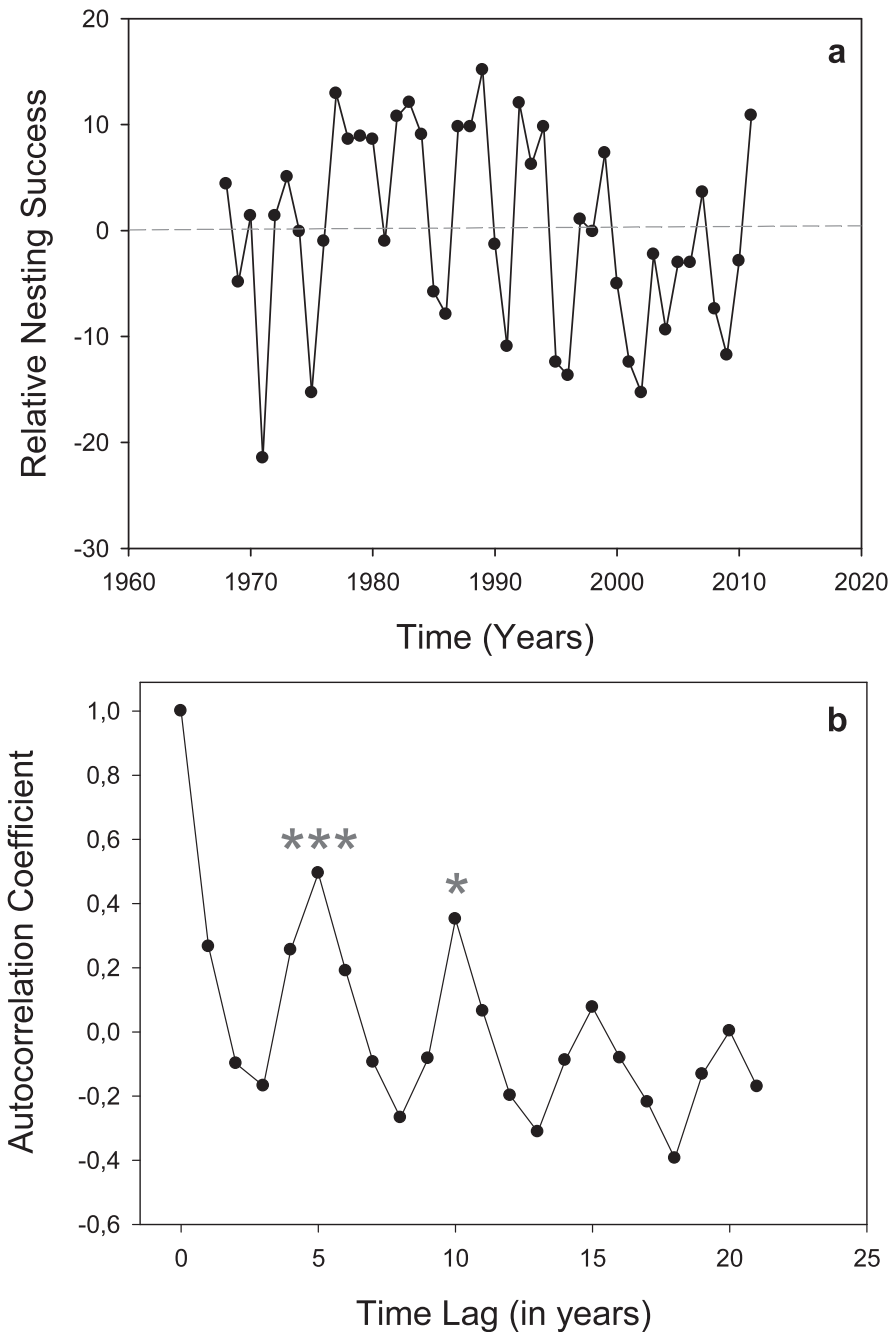 a
20
10
0
-10
-20
-30
Relative Nesting Success
1960 1970 1980 1990 2000 2010 2020
Time (Years)
b
1,0
0,8
0,6
0,4
0,2
0,0
-0,2
-0,4
-0,6
Autocorrelation Coefficient
***
*
0 5 10 15 20 25
Time Lag (in years)